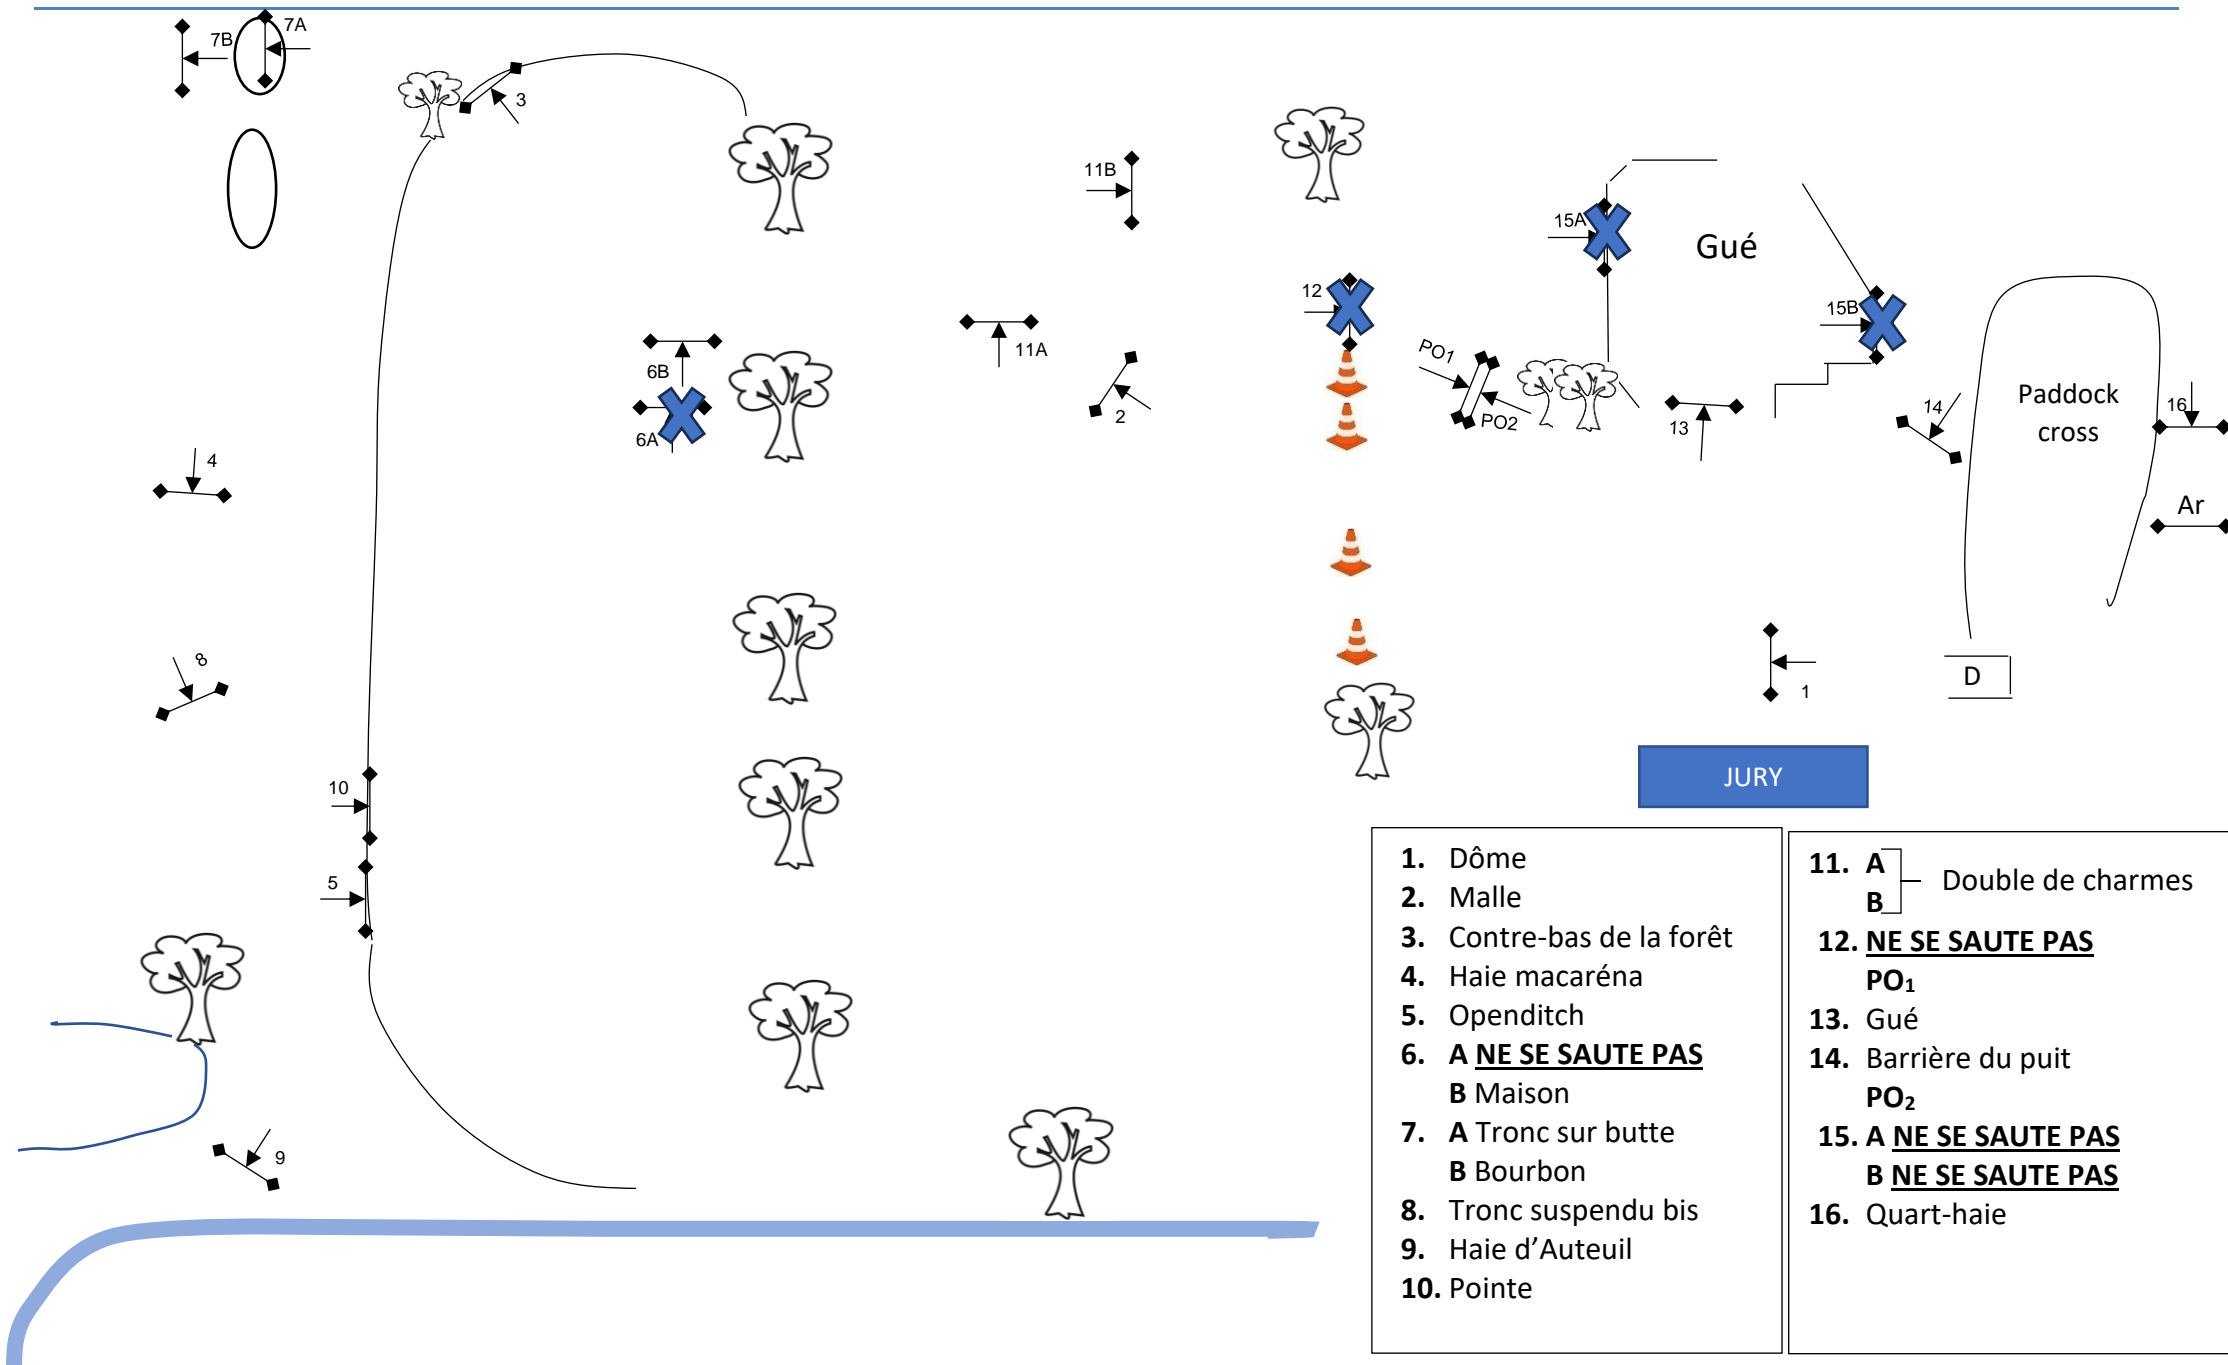 7B
7A
3
11B
15A
Gué
12
15B
6B
11A
PO1
2
6A
PO2
13
14
Paddock
cross
16
4
Ar
8
D
1
10
JURY
5
9
1. Dôme
2. Malle
3. Contre-bas de la forêt
4. Haie macaréna
5. Openditch
6. A NE SE SAUTE PAS
B Maison
7. A Tronc sur butte
B Bourbon
8. Tronc suspendu bis
9. Haie d’Auteuil
10. Pointe
11. A
Double de charmes
B
12. NE SE SAUTE PAS
PO1
13. Gué
14. Barrière du puit
PO2
15. A NE SE SAUTE PAS
B NE SE SAUTE PAS
16. Quart-haie